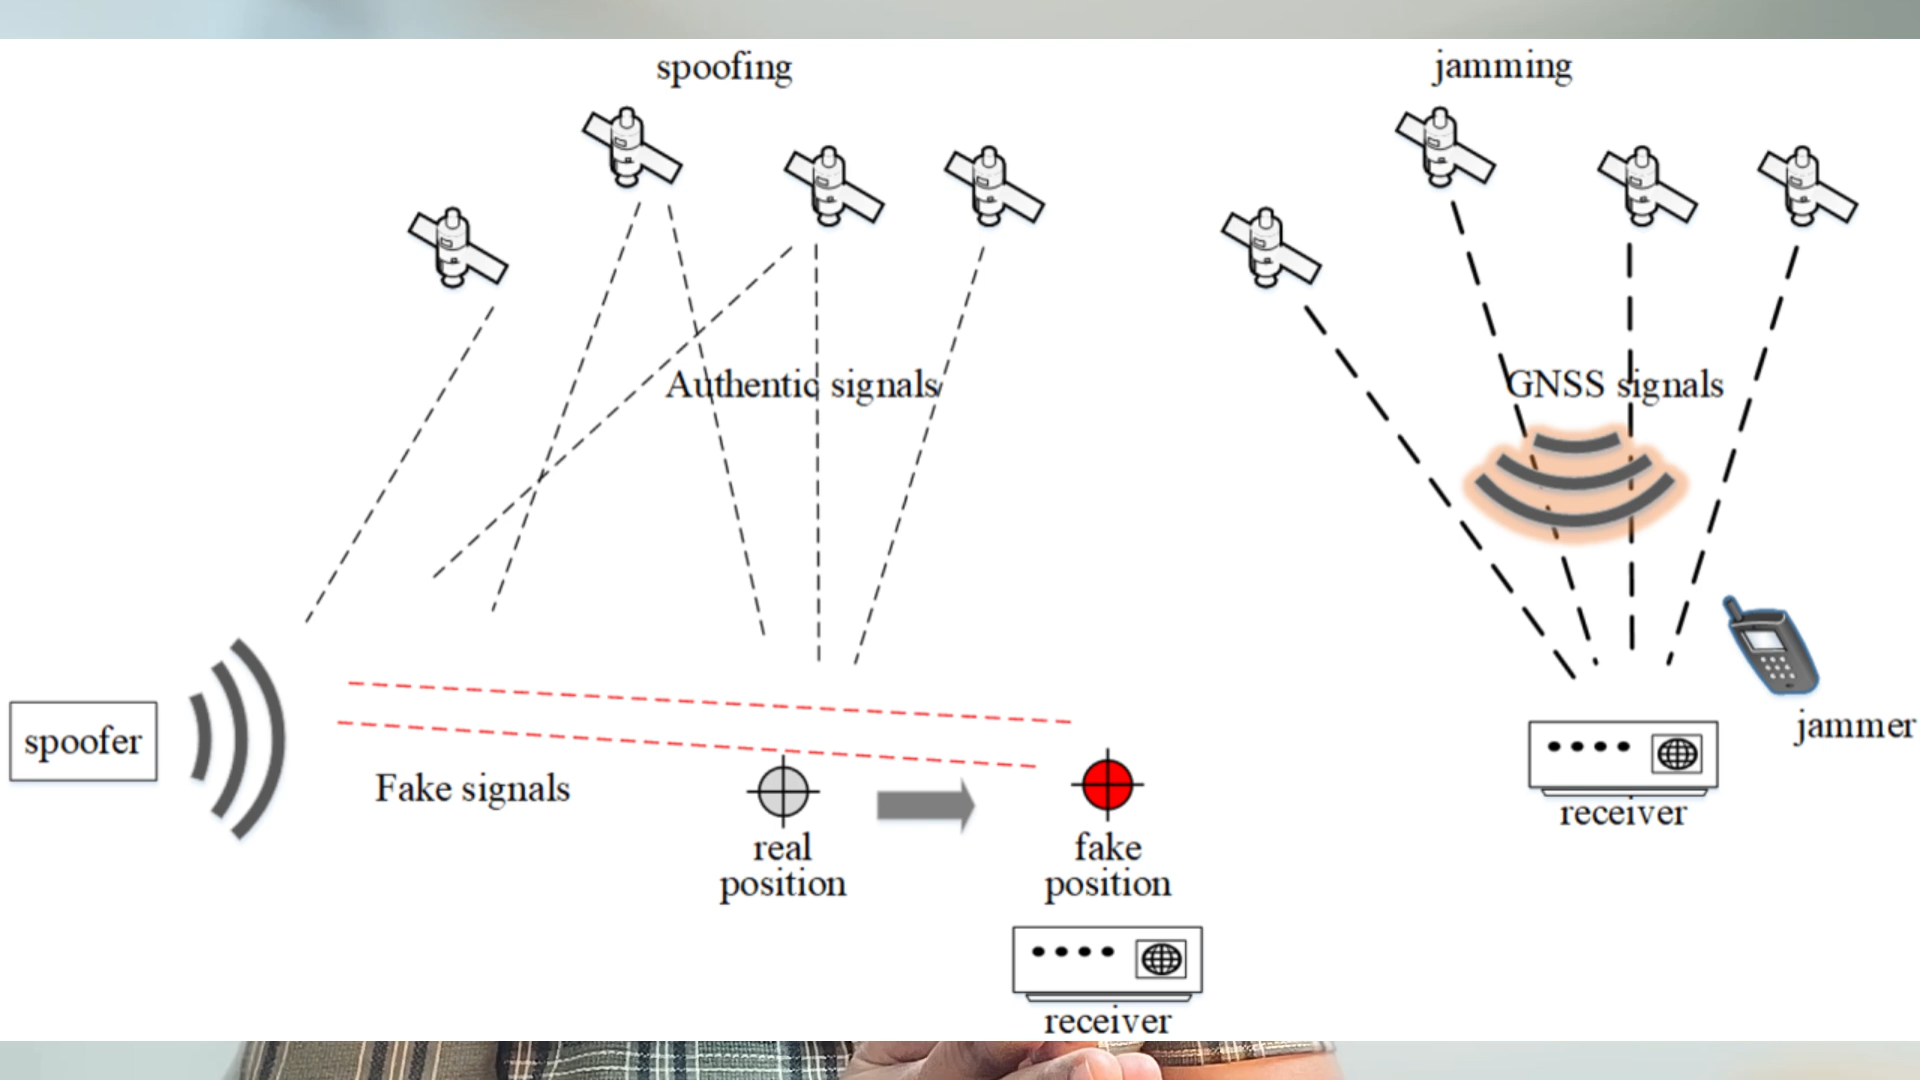 spoofing
Authentic signals
spoofer
Fake signals
real
position
fake
position
receiver
jamming
GNSS signals
jammer
receiver